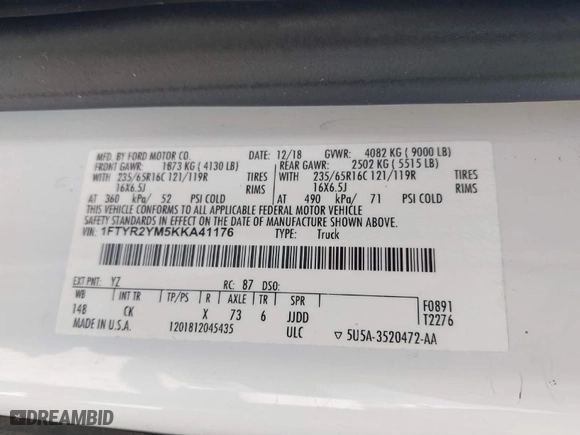 MFD. BY FORD MOTOR CO.
DATE: 12/18 GVWR: 4082 KG ( 9000 LB)
FRONT GAWR: 1873 KG ( 4130 LB)
REAR GAWR: 2502 KG ( 5515 LB)
WITH 235/65R16C 121/119R TIRES
WITH 235/65R16C 121/119R TIRES
16X6.5J RIMS
16X6.5J RIMS
AT 360 kPa/ 52 PSI COLD
AT 490 kPa/ 71 PSI COLD
THIS VEHICLE CONFORMS TO ALL APPLICABLE FEDERAL MOTOR VEHICLE
SAFETY STANDARDS IN EFFECT ON THE DATE OF MANUFACTURE SHOWN ABOVE.
VIN: 1FTYR2YM5KKA41176 TYPE: Truck
EXT PNT: YZ RC: 87 DSO:
WB INT TR TP/PS R AXLE TR SPR
148 CK X 73 6 JJDD
F0891
T2276
MADE IN U.S.A. 1201812045435 ULC ▽ 5U5A-3520472-AA
DREAMBID